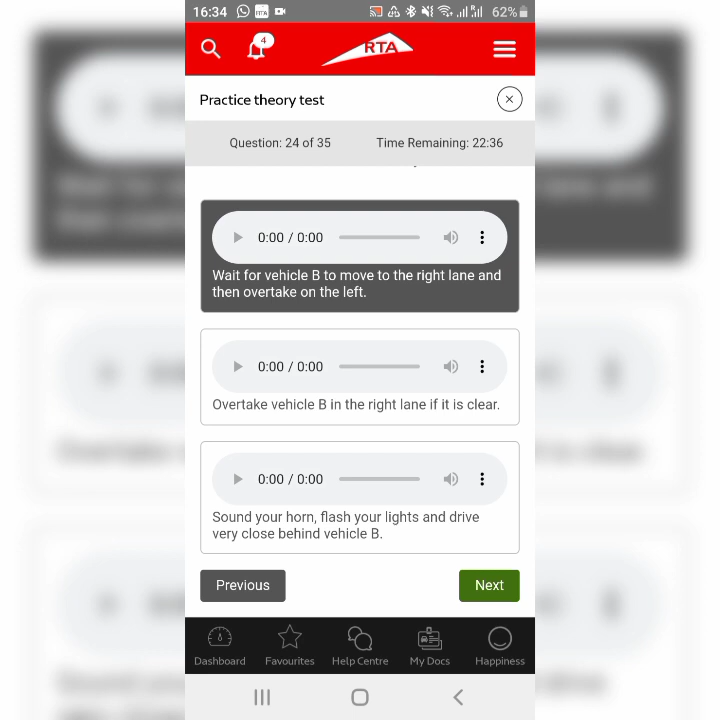 16:34
62%
4
RTA
Practice theory test
Question: 24 of 35
Time Remaining: 22:36
0:00 / 0:00
Wait for vehicle B to move to the right lane and
then overtake on the left.
0:00 / 0:00
Overtake vehicle B in the right lane if it is clear.
0:00 / 0:00
Sound your horn, flash your lights and drive
very close behind vehicle B.
Previous
Next
Dashboard
Favourites
Help Centre
My Docs
Happiness